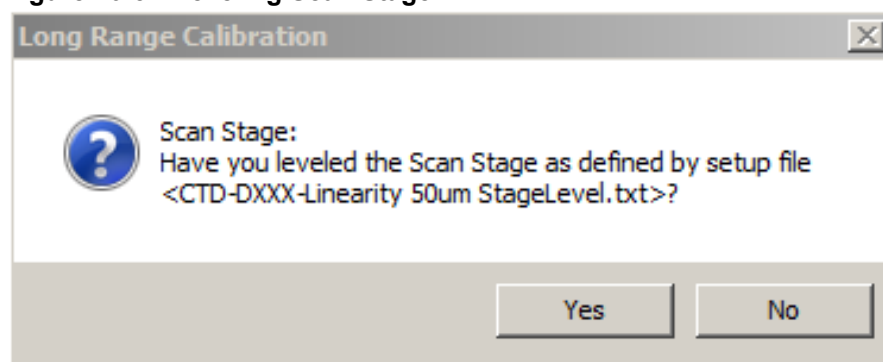 Long Range Calibration
Scan Stage:
Have you leveled the Scan Stage as defined by setup file
<CTD-DXXX-Linearity 50um StageLevel.txt>?
Yes
No